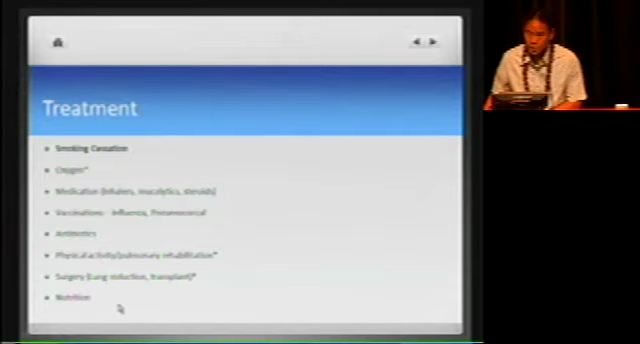 Treatment
Smoking Cessation
Oxygen*
Medication (Inhalers, mucolytics, steroids)
Vaccinations - Influenza, Pneumococcal
Antibiotics
Physical activity/pulmonary rehabilitation*
Surgery (Lung reduction, transplant)*
Nutrition